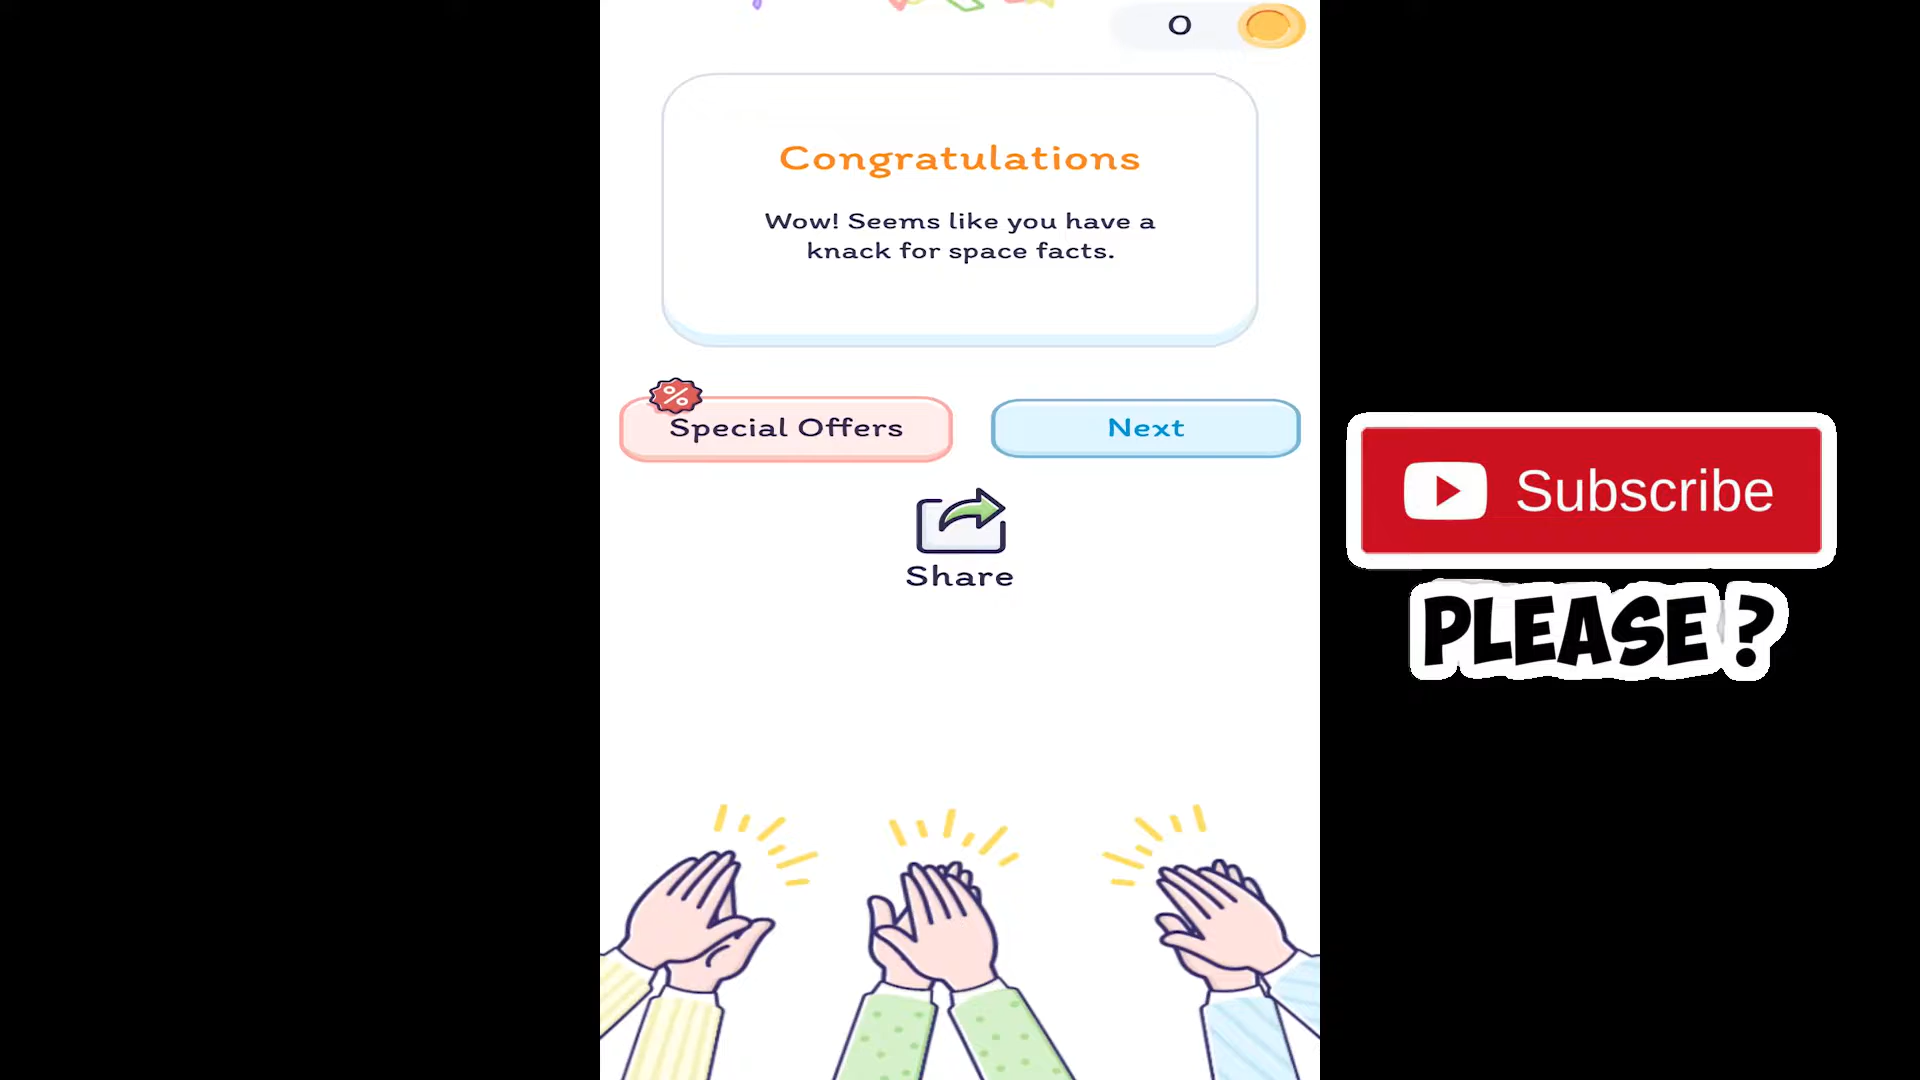 0
Congratulations
Wow! Seems like you have a
knack for space facts.
%
Special Offers
Next
Share
Subscribe
PLEASE ?